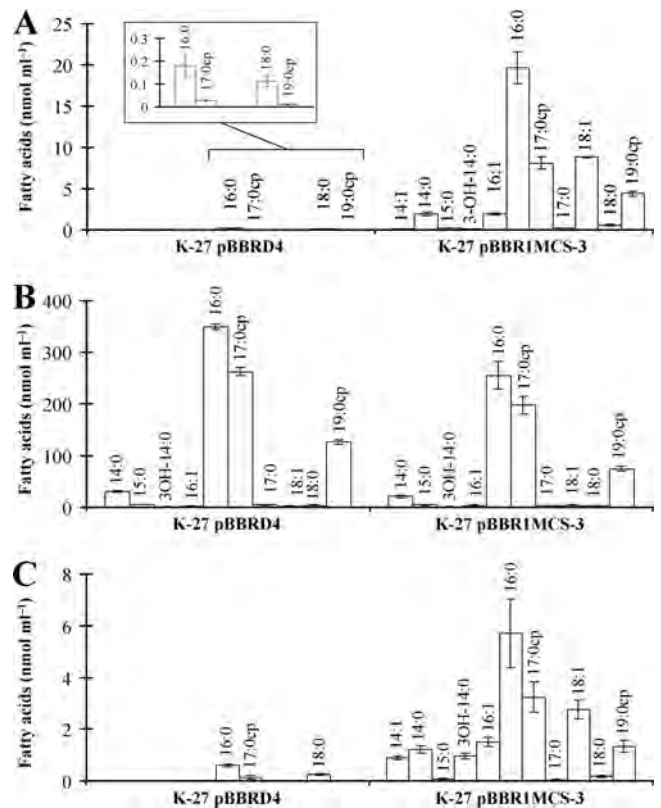 A
Fatty acids (nmol ml⁻¹)
25
20
15
10
5
0
0.3
0.2
0.1
0
16:0
17:0cp
18:0
19:0cp
16:0
17:0cp
18:0
19:0cp
14:1
14:0
15:0
3-OH-14:0
16:1
16:0
17:0cp
17:0
18:1
18:0
19:0cp
K-27 pBBRD4
K-27 pBBR1MCS-3
B
Fatty acids (nmol ml⁻¹)
400
300
200
100
0
14:0
15:0
3OH-14:0
16:1
16:0
17:0cp
17:0
18:1
18:0
19:0cp
14:0
15:0
3OH-14:0
16:1
16:0
17:0cp
17:0
18:1
18:0
19:0cp
K-27 pBBRD4
K-27 pBBR1MCS-3
C
Fatty acids (nmol ml⁻¹)
8
6
4
2
0
16:0
17:0cp
18:0
14:1
14:0
15:0
3OH-14:0
16:1
16:0
17:0cp
17:0
18:1
18:0
19:0cp
K-27 pBBRD4
K-27 pBBR1MCS-3